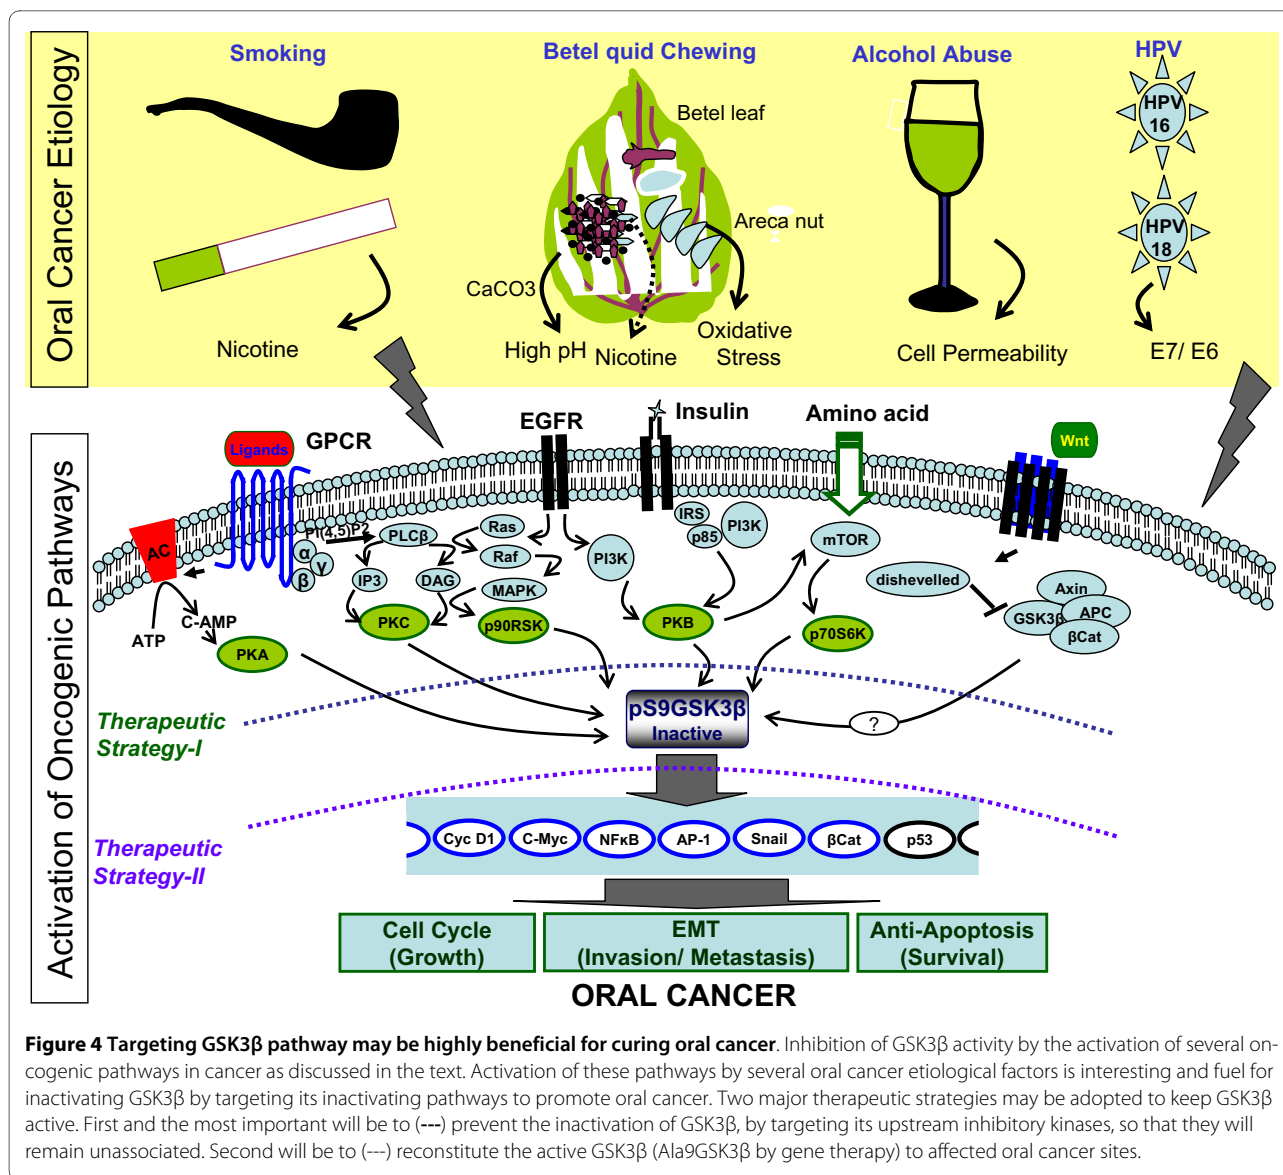 Oral Cancer Etiology
Smoking
Betel quid Chewing
Alcohol Abuse
HPV
Betel leaf
HPV
16
Areca nut
HPV
18
CaCO3
Nicotine
High pH
Nicotine
Oxidative
Stress
Cell Permeability
E7/ E6
Activation of Oncogenic Pathways
Ligands
GPCR
EGFR
Insulin
Amino acid
Wnt
AC
PI(4,5)P2
α
β
γ
PLCβ
Ras
Raf
MAPK
IP3
DAG
PI3K
IRS
p85
PI3K
mTOR
dishevelled
Axin
GSK3β
APC
βCat
ATP
C-AMP
PKA
PKC
p90RSK
PKB
p70S6K
pS9GSK3β
Inactive
?
Therapeutic
Strategy-I
Therapeutic
Strategy-II
Cyc D1
C-Myc
NFκB
AP-1
Snail
βCat
p53
Cell Cycle
(Growth)
EMT
(Invasion/ Metastasis)
Anti-Apoptosis
(Survival)
ORAL CANCER
Figure 4 Targeting GSK3β pathway may be highly beneficial for curing oral cancer. Inhibition of GSK3β activity by the activation of several on-
cogenic pathways in cancer as discussed in the text. Activation of these pathways by several oral cancer etiological factors is interesting and fuel for
inactivating GSK3β by targeting its inactivating pathways to promote oral cancer. Two major therapeutic strategies may be adopted to keep GSK3β
active. First and the most important will be to (---) prevent the inactivation of GSK3β, by targeting its upstream inhibitory kinases, so that they will
remain unassociated. Second will be to (---) reconstitute the active GSK3β (Ala9GSK3β by gene therapy) to affected oral cancer sites.